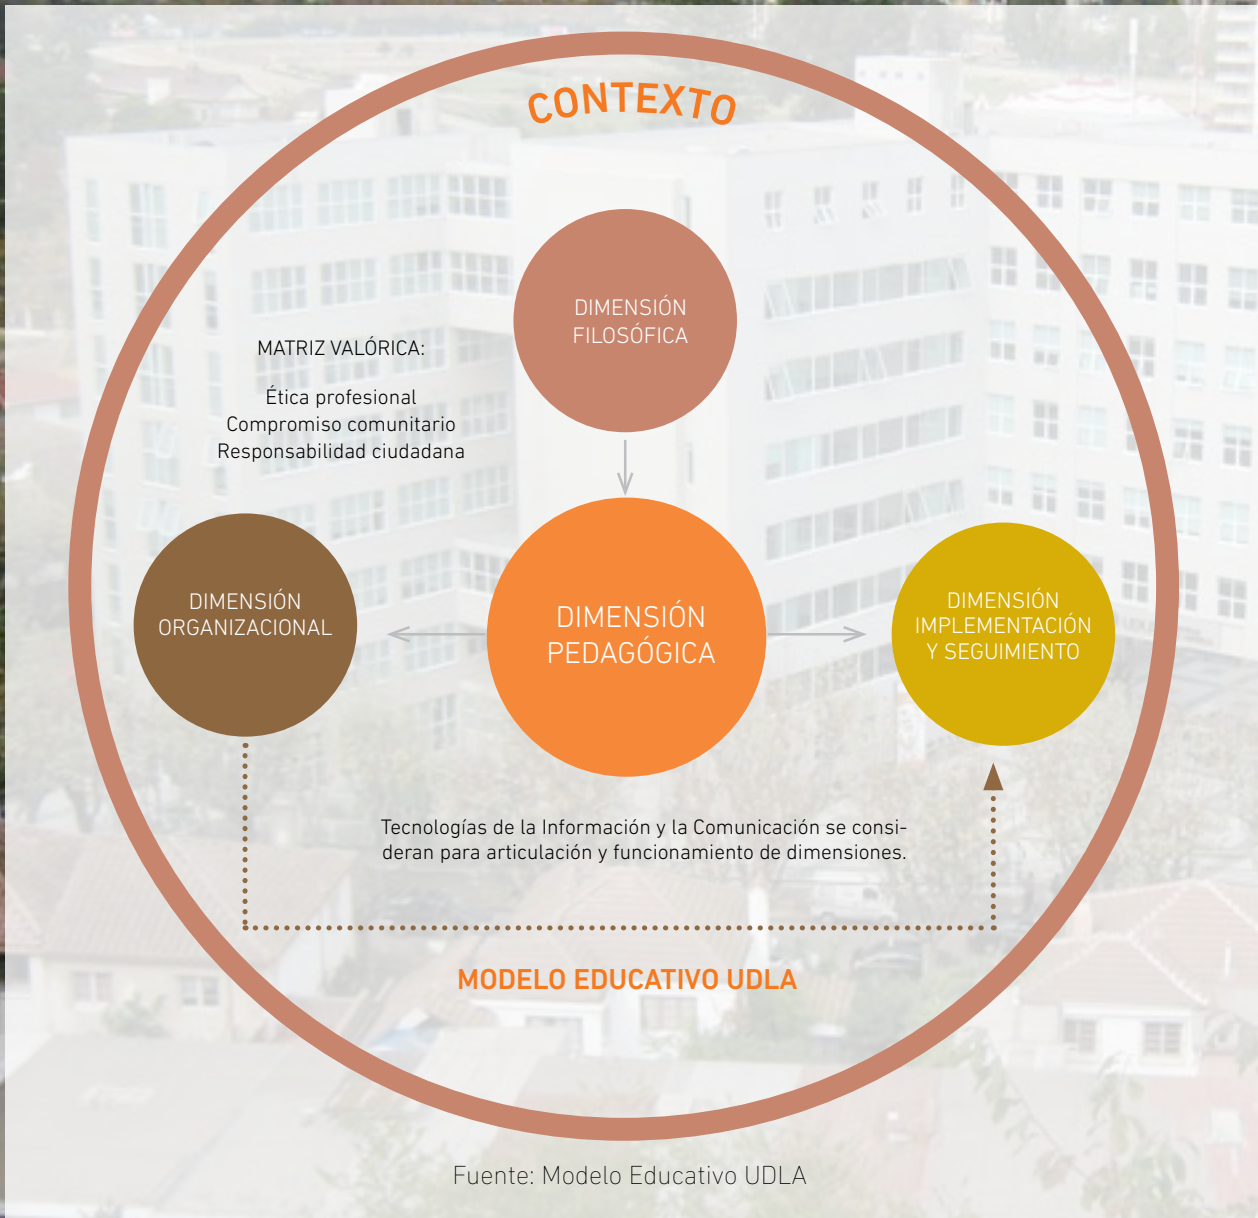 CONTEXTO
DIMENSIÓN
FILOSÓFICA
MATRIZ VALÓRICA:
Ética profesional
Compromiso comunitario
Responsabilidad ciudadana
DIMENSIÓN
ORGANIZACIONAL
DIMENSIÓN
PEDAGÓGICA
DIMENSIÓN
IMPLEMENTACIÓN
Y SEGUIMIENTO
Tecnologías de la Información y la Comunicación se consi-
deran para articulación y funcionamiento de dimensiones.
MODELO EDUCATIVO UDLA
Fuente: Modelo Educativo UDLA